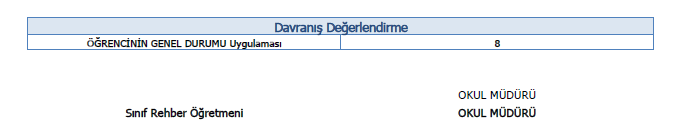 Davranış Değerlendirme
ÖĞRENCİNİN GENEL DURUMU Uygulaması 8
OKUL MÜDÜRÜ
Sınıf Rehber Öğretmeni OKUL MÜDÜRÜ